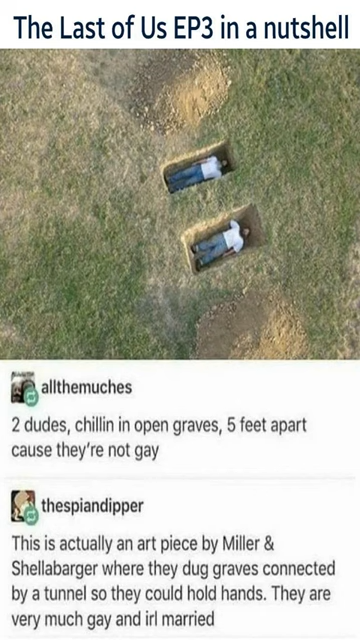 The Last of Us EP3 in a nutshell
allthemuches
2 dudes, chillin in open graves, 5 feet apart
cause they're not gay
thespiandipper
This is actually an art piece by Miller &
Shellabarger where they dug graves connected
by a tunnel so they could hold hands. They are
very much gay and irl married